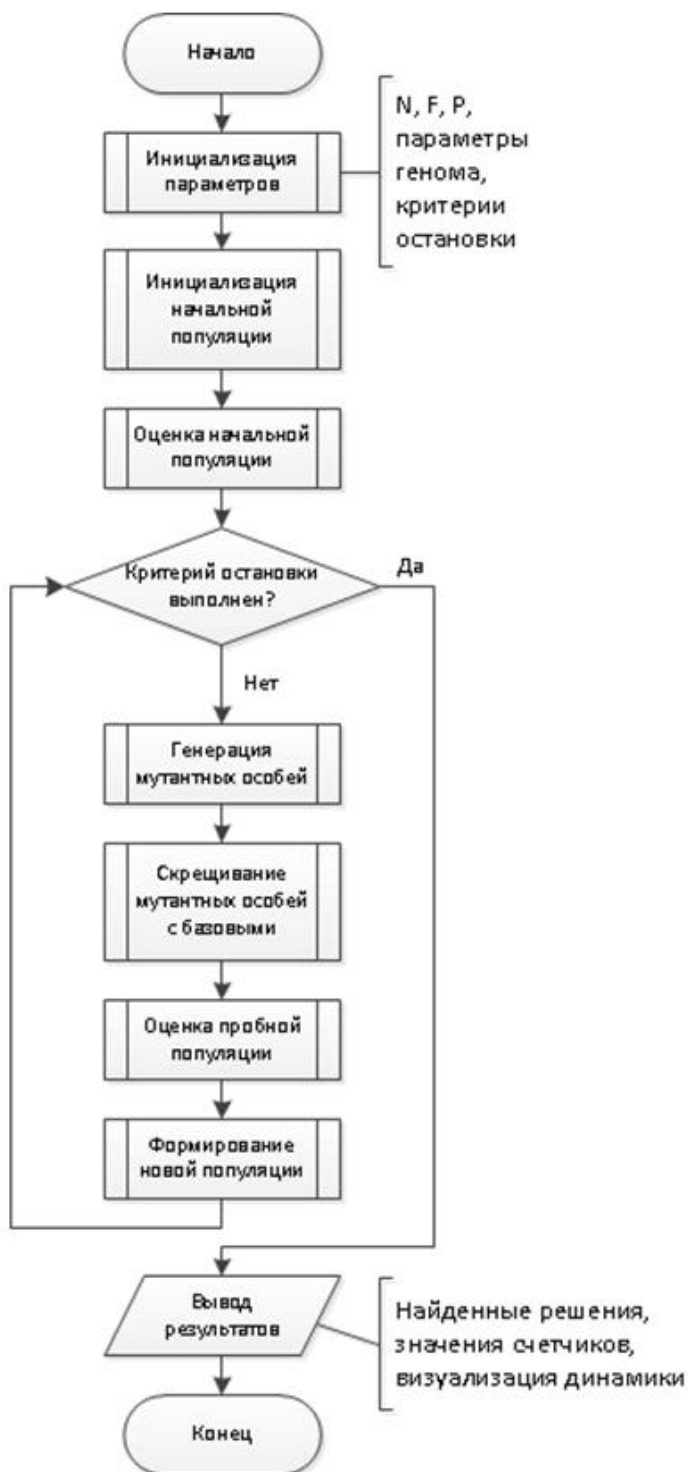 Начало
Инициализация
параметров
N, F, P,
параметры
генома,
критерии
остановки
Инициализация
начальной
популяции
Оценка начальной
популяции
Критерий остановки
выполнен?
Да
Нет
Генерация
мутантных особей
Скрещивание
мутантных особей
с базовыми
Оценка пробной
популяции
Формирование
новой популяции
Вывод
результатов
Найденные решения,
значения счетчиков,
визуализация динамики
Конец